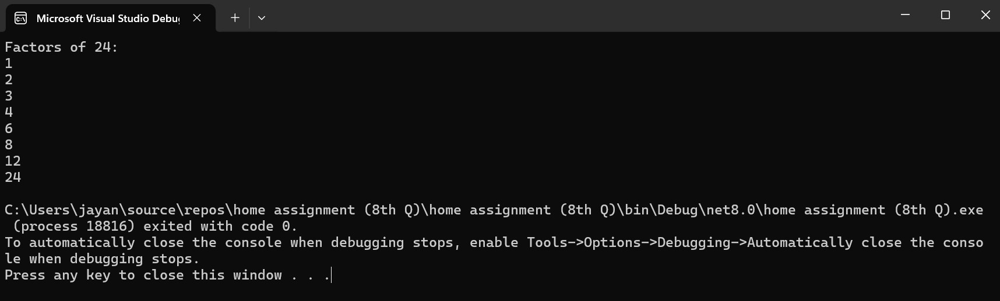 Microsoft Visual Studio Debu
Factors of 24:
1
2
3
4
6
8
12
24
C:\Users\jayan\source\repos\home assignment (8th Q)\home assignment (8th Q)\bin\Debug\net8.0\home assignment (8th Q).exe
 (process 18816) exited with code 0.
To automatically close the console when debugging stops, enable Tools->Options->Debugging->Automatically close the conso
le when debugging stops.
Press any key to close this window . . .